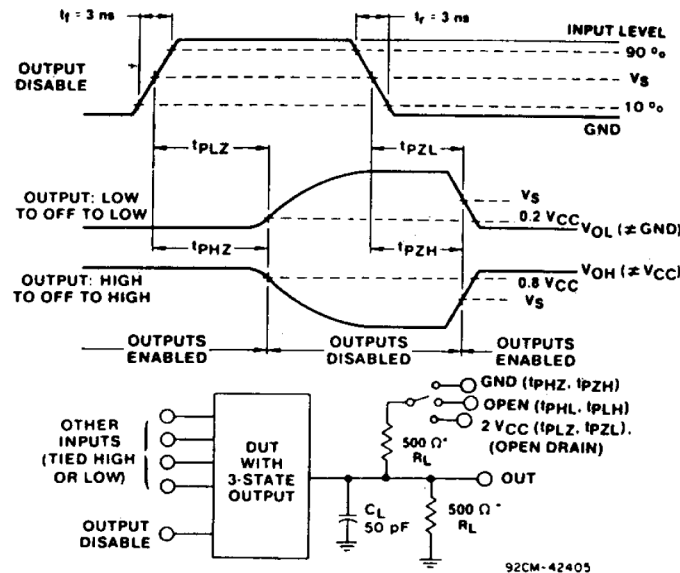 tf = 3 ns
tr = 3 ns
INPUT LEVEL
90 %
VS
10 %
GND
OUTPUT
DISABLE
tPLZ
tPZL
OUTPUT: LOW
TO OFF TO LOW
VS
0.2 VCC
VOL (≠ GND)
tPHZ
tPZH
OUTPUT: HIGH
TO OFF TO HIGH
VOH (≠ VCC)
0.8 VCC
VS
OUTPUTS
ENABLED
OUTPUTS
DISABLED
OUTPUTS
ENABLED
GND (tPHZ, tPZH)
OPEN (tPHL, tPLH)
2 VCC (tPLZ, tPZL),
(OPEN DRAIN)
OTHER
INPUTS
(TIED HIGH
OR LOW)
DUT
WITH
3-STATE
OUTPUT
500 Ω*
RL
OUT
CL
50 pF
500 Ω*
RL
OUTPUT
DISABLE
92CM-42405